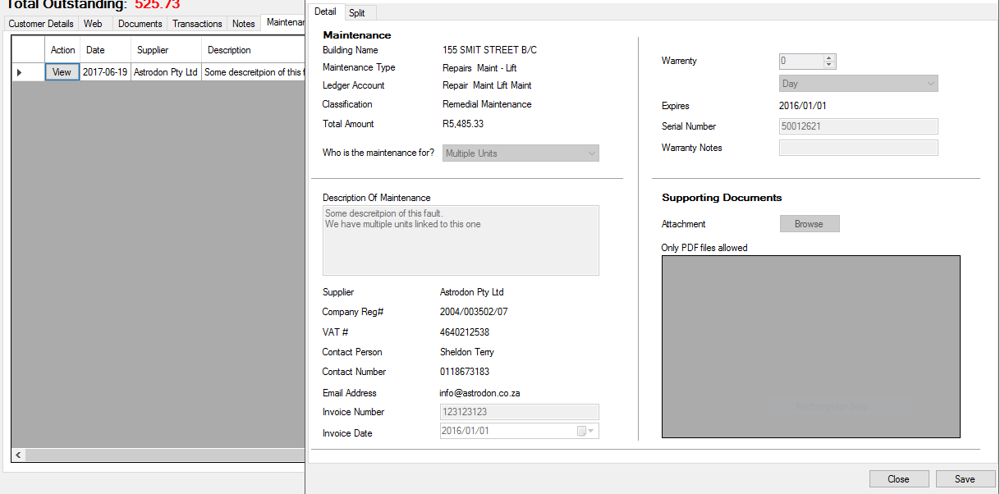 Total Outstanding: 525.73
Customer Details Web Documents Transactions Notes Maintenan
Action Date Supplier Description
View 2017-06-19 Astrodon Pty Ltd Some descreitpion of this f
Detail Split
Maintenance
Building Name 155 SMIT STREET B/C
Maintenance Type Repairs Maint - Lift
Ledger Account Repair Maint Lift Maint
Classification Remedial Maintenance
Total Amount R5,485.33
Who is the maintenance for? Multiple Units
Warrenty 0
Day
Expires 2016/01/01
Serial Number 50012621
Warranty Notes
Description Of Maintenance
Some descreitpion of this fault.
We have multiple units linked to this one
Supplier Astrodon Pty Ltd
Company Reg# 2004/003502/07
VAT # 4640212538
Contact Person Sheldon Terry
Contact Number 0118673183
Email Address info@astrodon.co.za
Invoice Number 123123123
Invoice Date 2016/01/01
Supporting Documents
Attachment Browse
Only PDF files allowed
Close Save